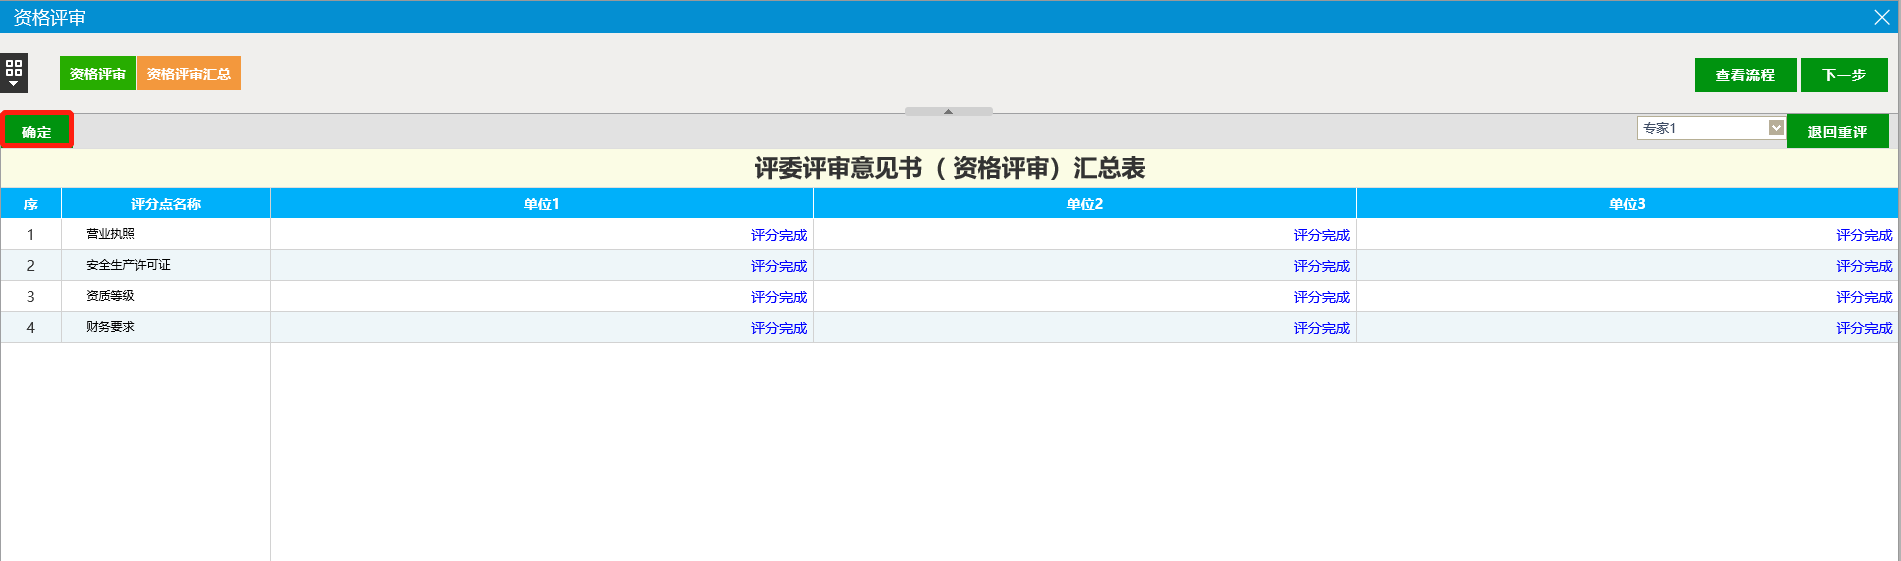 资格评审
资格评审 资格评审汇总 查看流程 下一步
确定 专家1 退回重评
评委评审意见书（ 资格评审）汇总表
序 评分点名称 单位1 单位2 单位3
1 营业执照 评分完成 评分完成 评分完成
2 安全生产许可证 评分完成 评分完成 评分完成
3 资质等级 评分完成 评分完成 评分完成
4 财务要求 评分完成 评分完成 评分完成